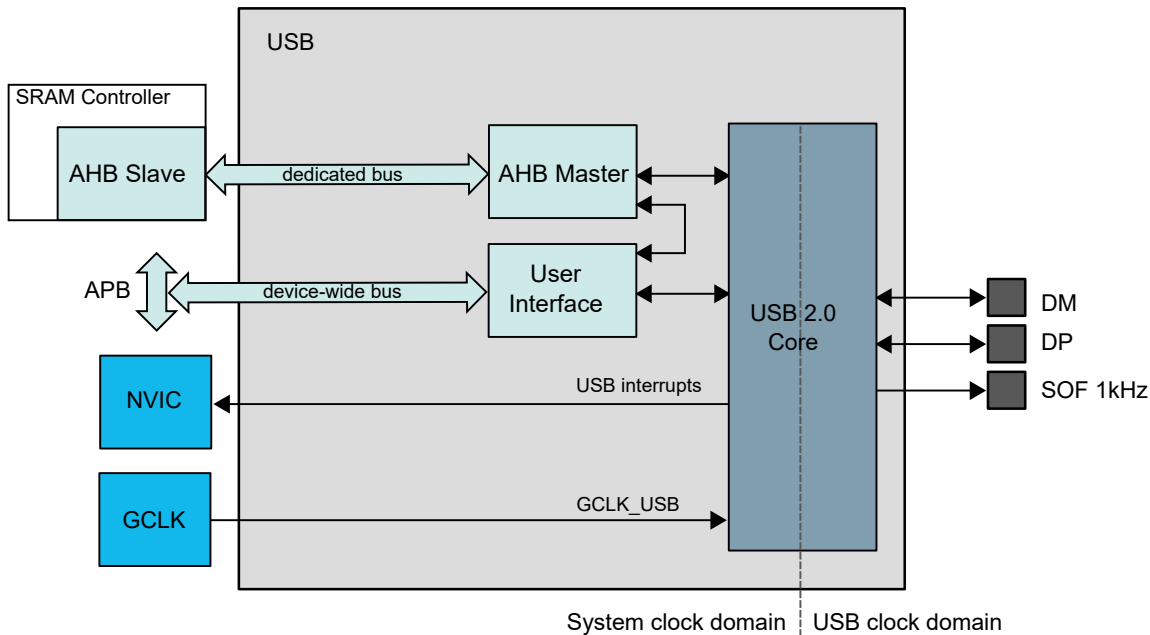 USB
SRAM Controller
AHB Slave
dedicated bus
AHB Master
APB
device-wide bus
User
Interface
USB 2.0
Core
DM
DP
SOF 1kHz
NVIC
USB interrupts
GCLK
GCLK_USB
System clock domain
USB clock domain